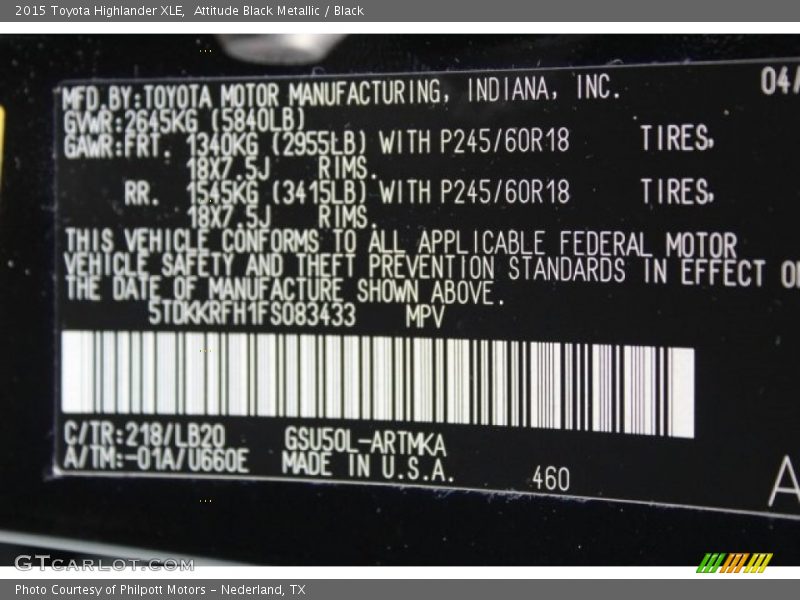 2015 Toyota Highlander XLE, Attitude Black Metallic / Black
MFD.BY:TOYOTA MOTOR MANUFACTURING, INDIANA, INC. 04/
GVWR:2645KG (5840LB)
GAWR:FRT. 1340KG (2955LB) WITH P245/60R18 TIRES,
18X7.5J RIMS.
RR. 1545KG (3415LB) WITH P245/60R18 TIRES,
18X7.5J RIMS.
THIS VEHICLE CONFORMS TO ALL APPLICABLE FEDERAL MOTOR
VEHICLE SAFETY AND THEFT PREVENTION STANDARDS IN EFFECT
THE DATE OF MANUFACTURE SHOWN ABOVE.
5TDKKRFH1FS083433 MPV
C/TR:218/LB20 GSU50L-ARTMKA
A/TM:-01A/U660E MADE IN U.S.A. 460
A
GTCARLOT.COM
Photo Courtesy of Philpott Motors - Nederland, TX